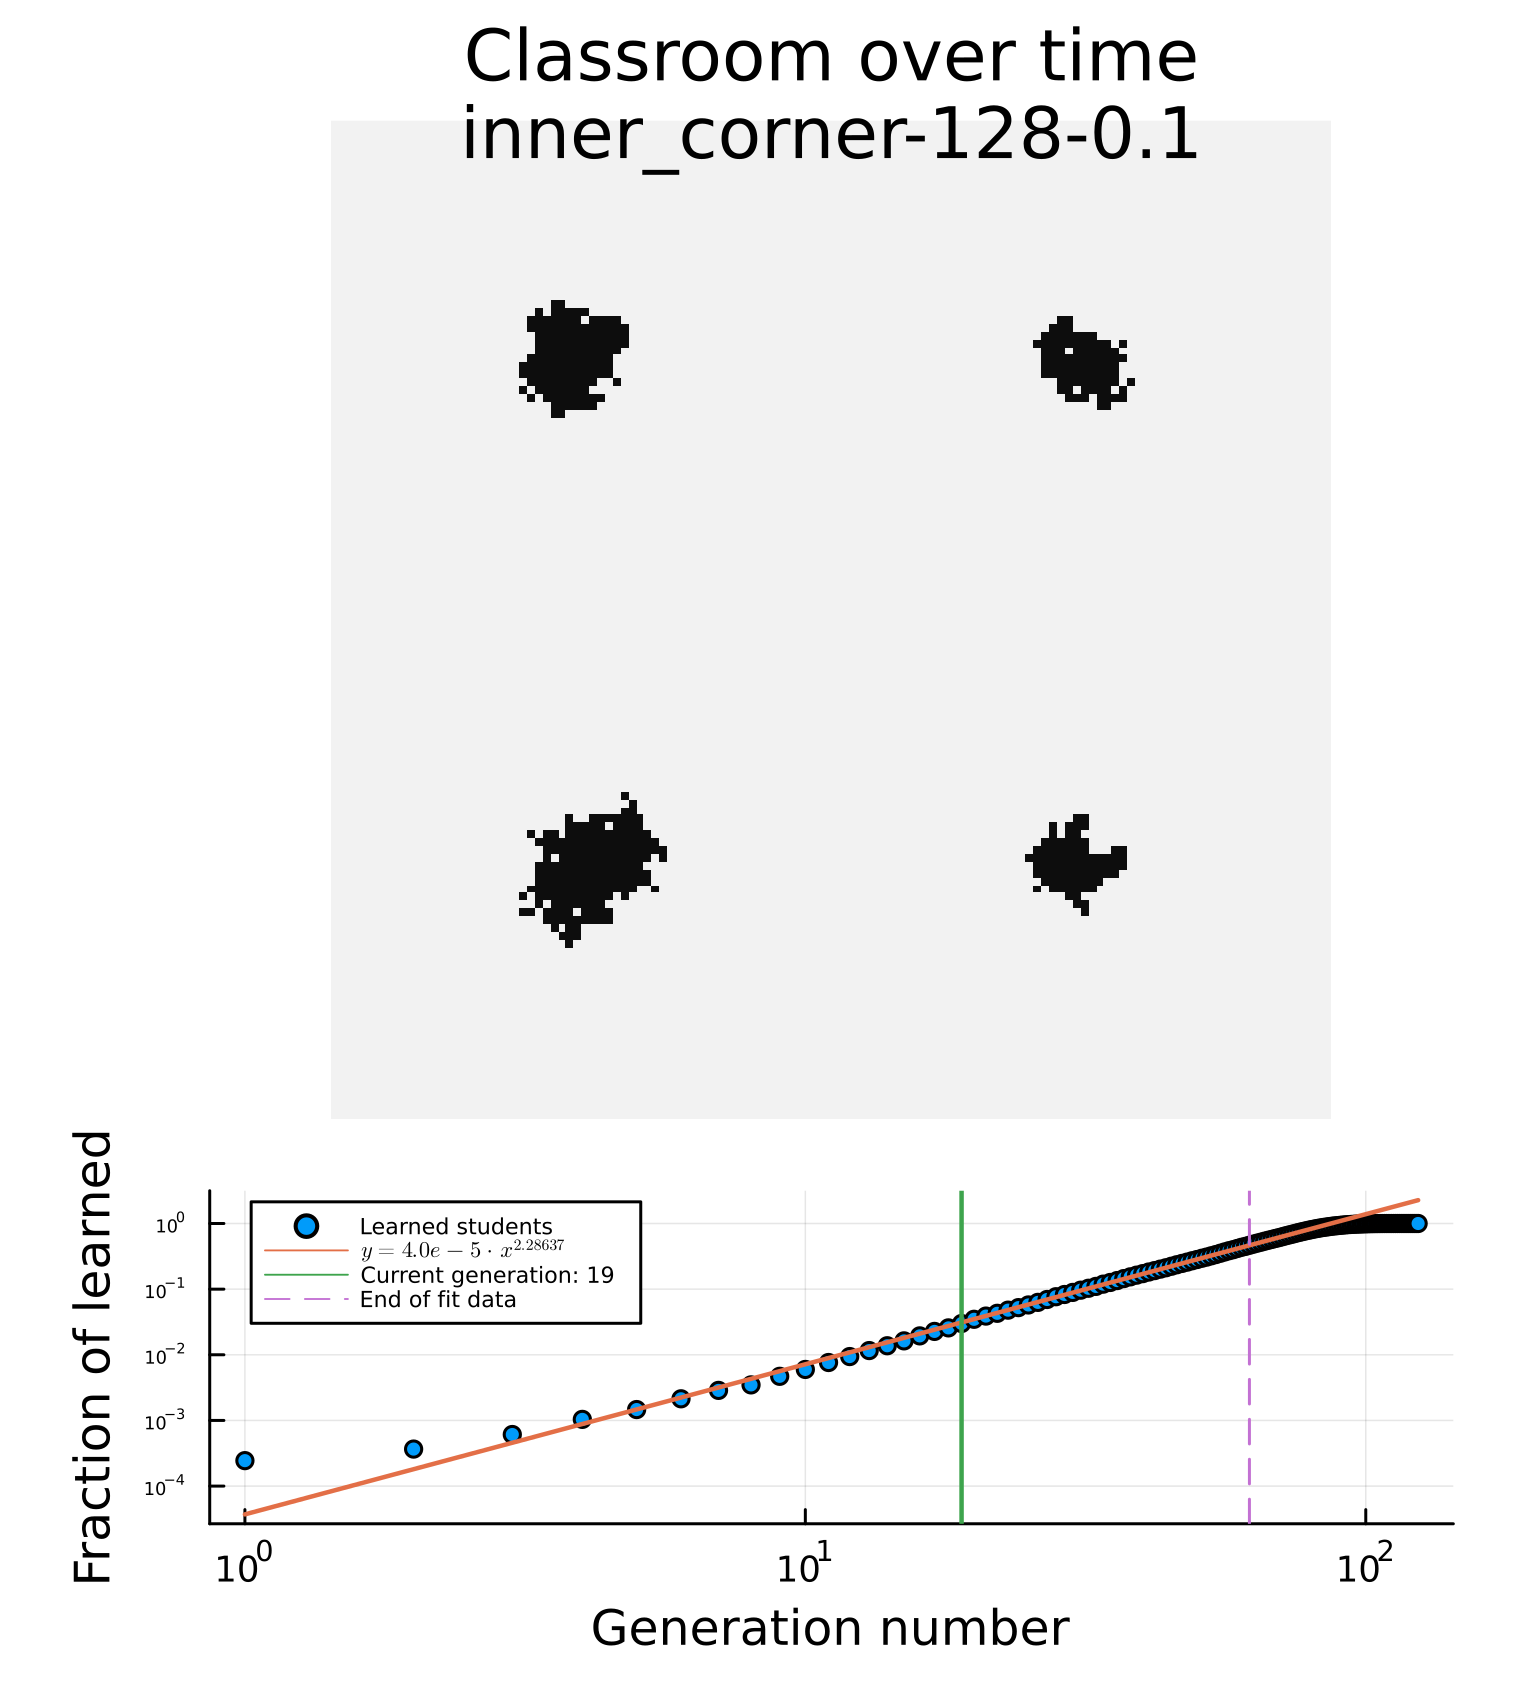 Classroom over time
inner_corner-128-0.1
Fraction of learned
10^0
10^−1
10^−2
10^−3
10^−4
Learned students
y = 4.0e − 5 · x^2.28637
Current generation: 19
End of fit data
10^0 10^1 10^2
Generation number